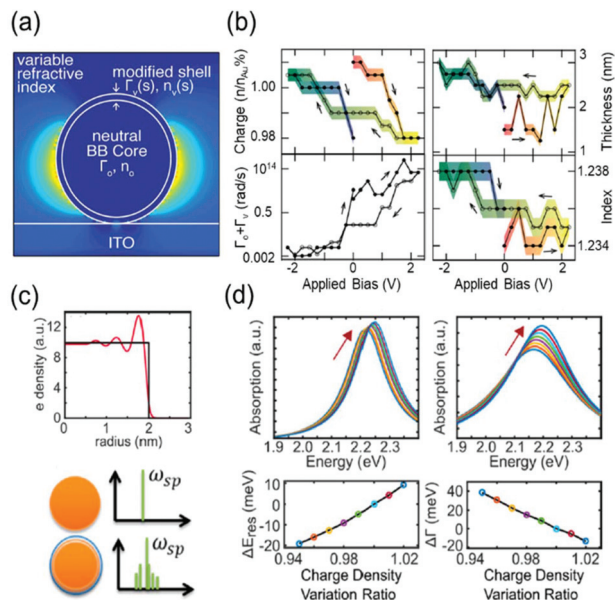 (a)
variable
refractive
index
modified shell
Γv(s), nv(s)
neutral
BB Core
Γo, no
ITO
(b)
Charge (n/nAu%)
1.00
0.98
Thickness (nm)
3
2
1
Γo+Γv (rad/s)
10¹⁴
0.5
0.002
Index
1.238
1.234
-2 -1 0 1 2
Applied Bias (V)
-2 -1 0 1 2
Applied Bias (V)
(c)
e density (a.u.)
12
8
4
0
0 1 2 3
radius (nm)
ωsp
ωsp
(d)
Absorption (a.u.)
1.9 2.0 2.1 2.2 2.3
Energy (eV)
Absorption (a.u.)
1.9 2.0 2.1 2.2 2.3
Energy (eV)
ΔEres (meV)
10
0
-10
-20
0.94 0.98 1.02
Charge Density
Variation Ratio
ΔΓ (meV)
40
20
0
-20
0.94 0.98 1.02
Charge Density
Variation Ratio